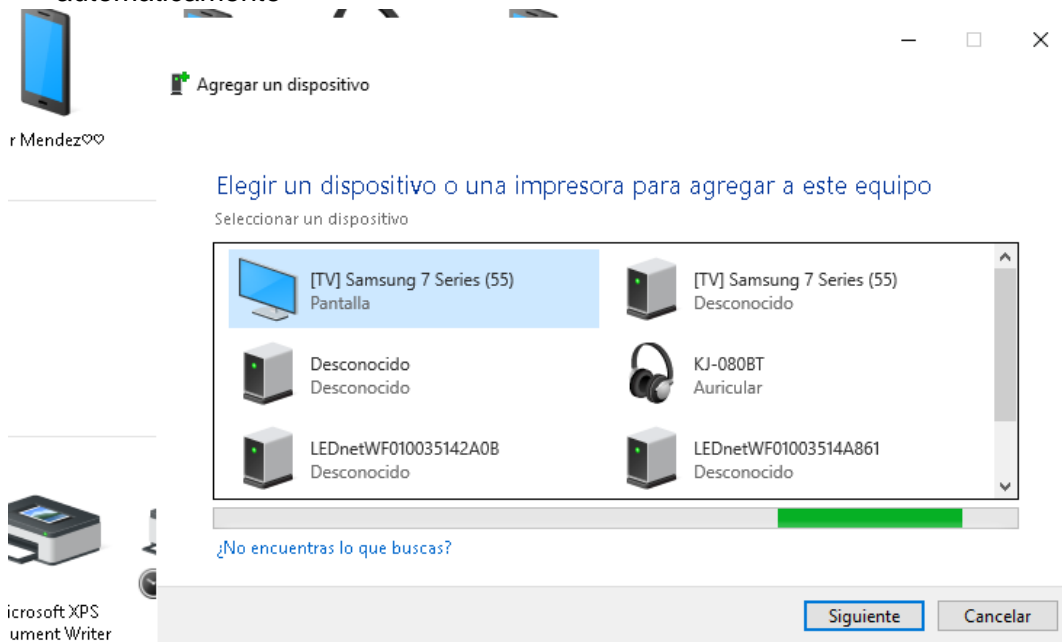 Agregar un dispositivo
r Mendez♡♡
Elegir un dispositivo o una impresora para agregar a este equipo
Seleccionar un dispositivo
[TV] Samsung 7 Series (55)
Pantalla
[TV] Samsung 7 Series (55)
Desconocido
Desconocido
Desconocido
KJ-080BT
Auricular
LEDnetWF010035142A0B
Desconocido
LEDnetWF01003514A861
Desconocido
¿No encuentras lo que buscas?
icrosoft XPS
ument Writer
Siguiente
Cancelar